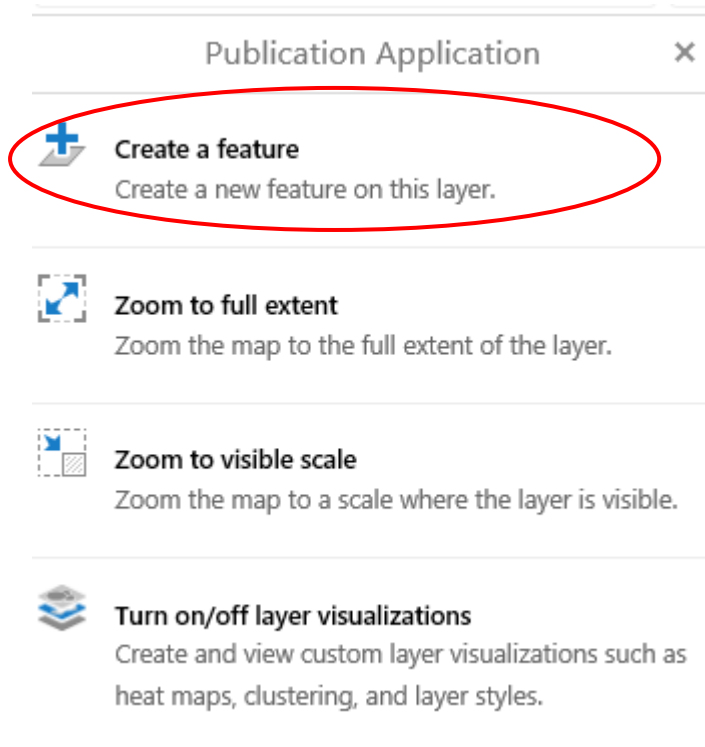 Publication Application
Create a feature
Create a new feature on this layer.
Zoom to full extent
Zoom the map to the full extent of the layer.
Zoom to visible scale
Zoom the map to a scale where the layer is visible.
Turn on/off layer visualizations
Create and view custom layer visualizations such as
heat maps, clustering, and layer styles.